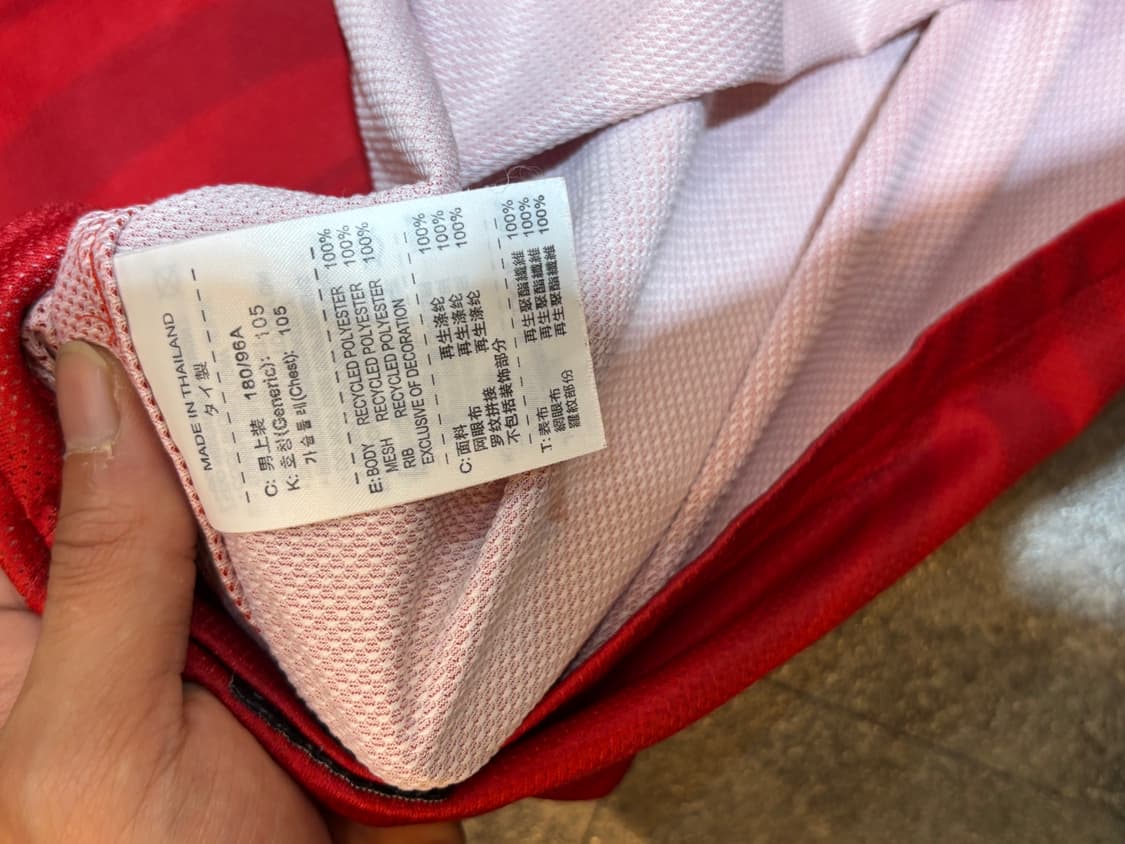 MADE IN THAILAND
タイ製
C: 男上装 180/96A
K: 호칭(Generic): 105
가슴둘레(Chest): 105
E: BODY RECYCLED POLYESTER 100%
MESH RECYCLED POLYESTER 100%
RIB RECYCLED POLYESTER 100%
EXCLUSIVE OF DECORATION
C: 面料 再生涤纶 100%
网眼布 再生涤纶 100%
罗纹拼接 再生涤纶 100%
不包括装饰部分
T: 表布 再生聚酯纖維 100%
網眼布 再生聚酯纖維 100%
羅紋部份 再生聚酯纖維 100%